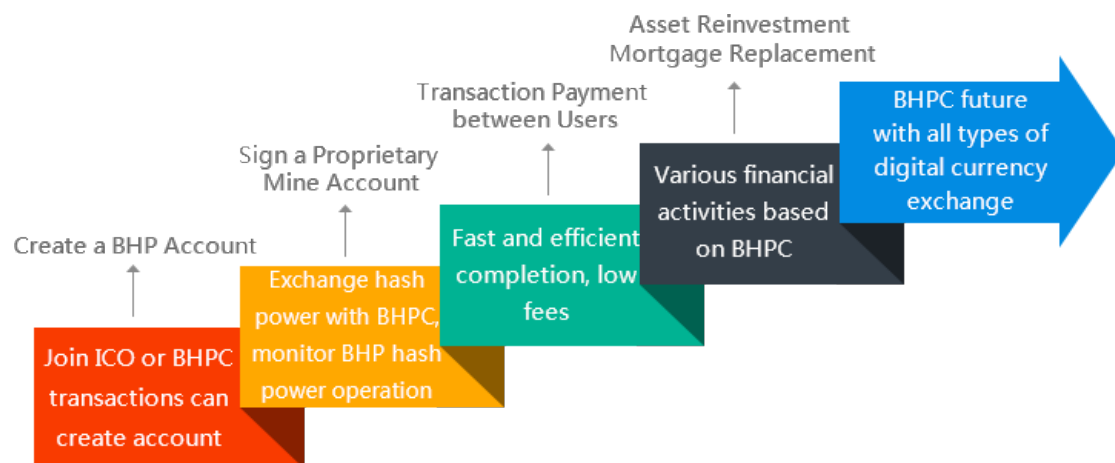 Create a BHP Account
Join ICO or BHPC
transactions can
create account
Sign a Proprietary
Mine Account
Exchange hash
power with BHPC,
monitor BHP hash
power operation
Transaction Payment
between Users
Fast and efficient
completion, low
fees
Asset Reinvestment
Mortgage Replacement
Various financial
activities based
on BHPC
BHPC future
with all types of
digital currency
exchange